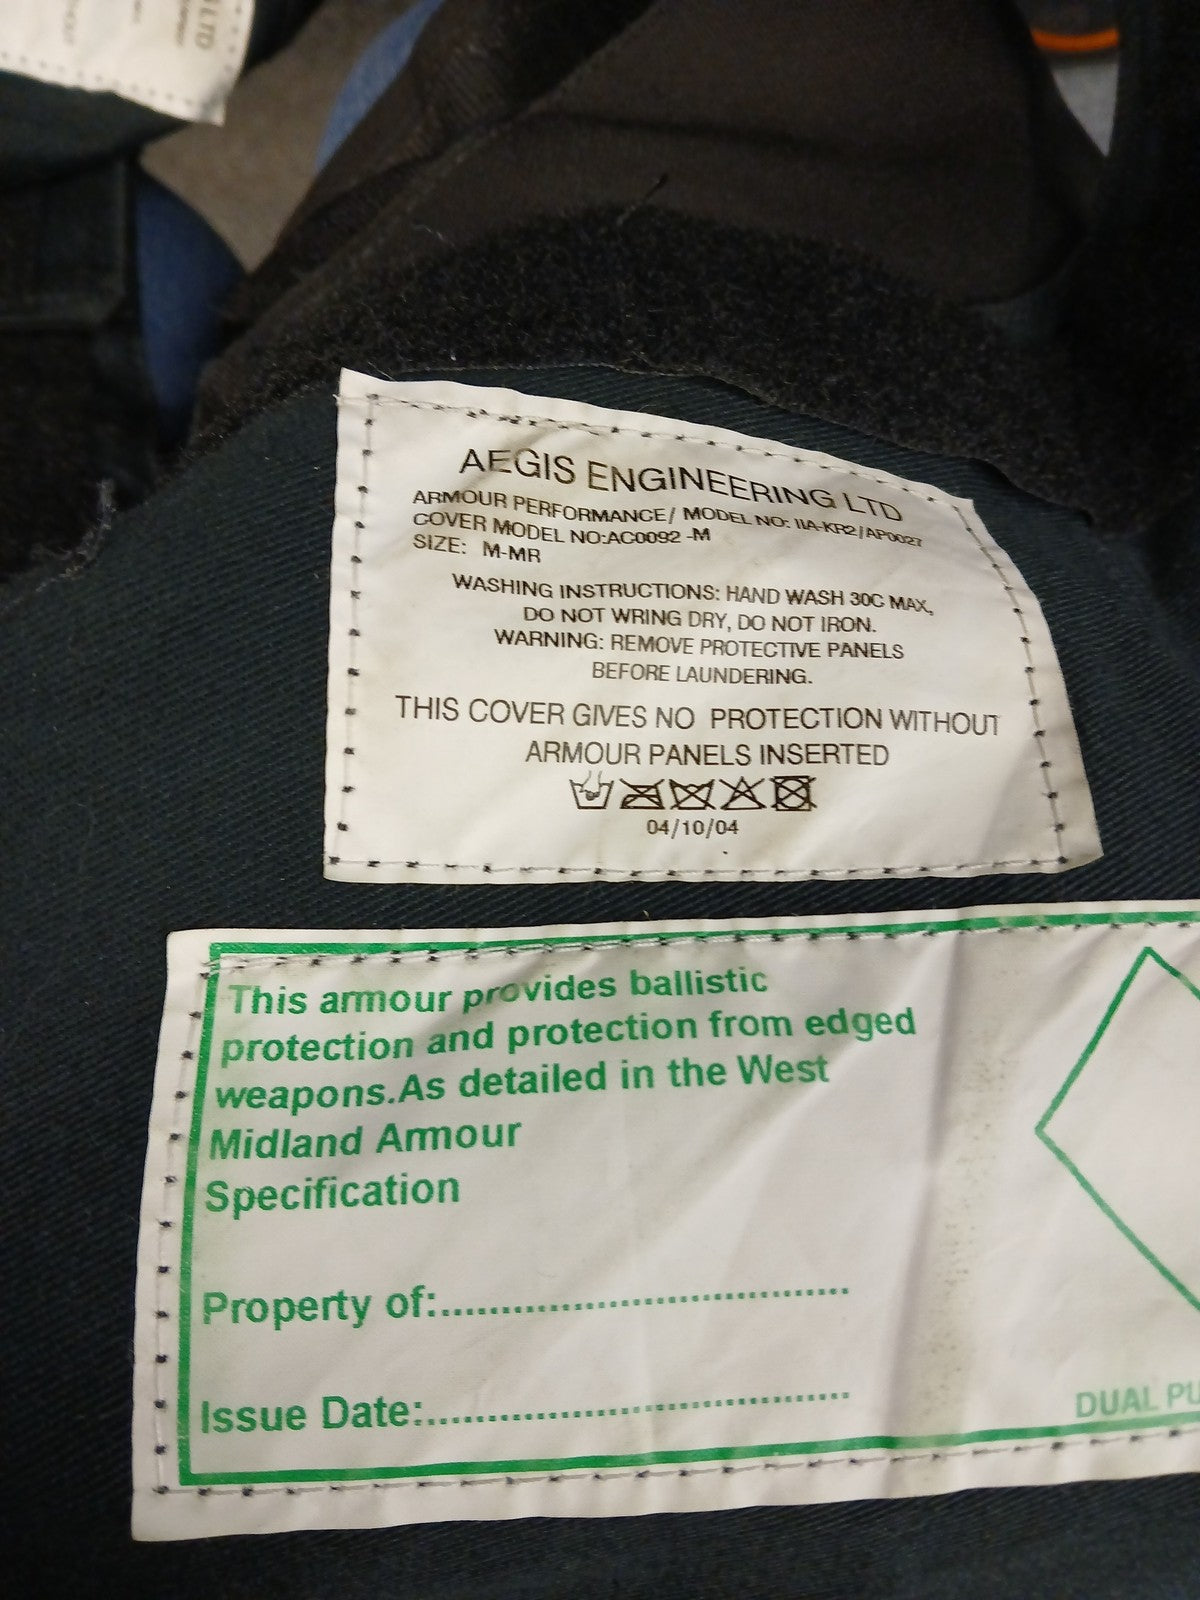 LTD
AEGIS ENGINEERING LTD
ARMOUR PERFORMANCE/ MODEL NO: IIA-KR2/AP0027
COVER MODEL NO:AC0092 -M
SIZE: M-MR
WASHING INSTRUCTIONS: HAND WASH 30C MAX,
DO NOT WRING DRY, DO NOT IRON.
WARNING: REMOVE PROTECTIVE PANELS
BEFORE LAUNDERING.
THIS COVER GIVES NO PROTECTION WITHOUT
ARMOUR PANELS INSERTED
04/10/04
This armour provides ballistic
protection and protection from edged
weapons.As detailed in the West
Midland Armour
Specification
Property of:
Issue Date:
DUAL PU